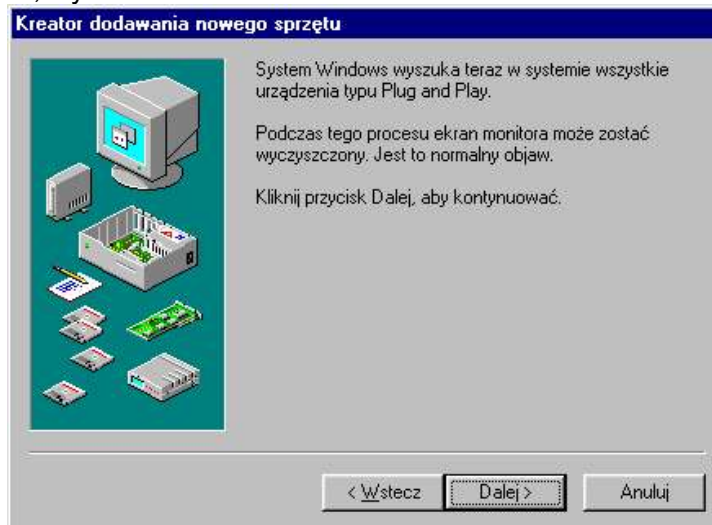 Kreator dodawania nowego sprzętu
System Windows wyszuka teraz w systemie wszystkie
urządzenia typu Plug and Play.
Podczas tego procesu ekran monitora może zostać
wyczyszczony. Jest to normalny objaw.
Kliknij przycisk Dalej, aby kontynuować.
< Wstecz Dalej > Anuluj